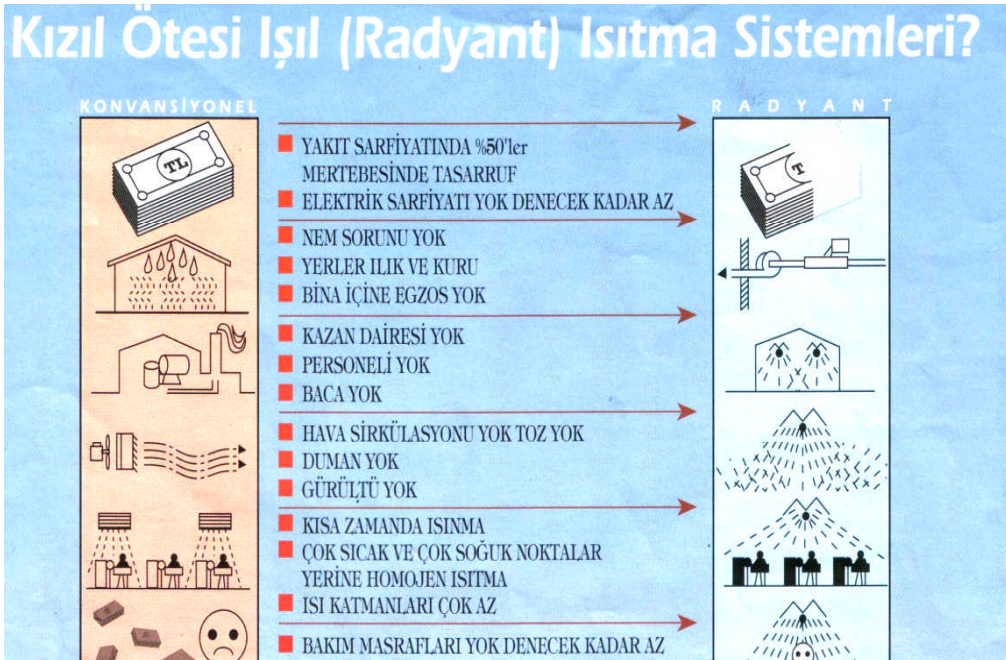 Kızıl Ötesi Işıl (Radyant) Isıtma Sistemleri?
KONVANSİYONEL
RADYANT
TL
YAKIT SARFİYATINDA %50'ler
MERTEBESİNDE TASARRUF
ELEKTRİK SARFİYATI YOK DENECEK KADAR AZ
T
NEM SORUNU YOK
YERLER ILIK VE KURU
BİNA İÇİNE EGZOS YOK
KAZAN DAİRESİ YOK
PERSONELİ YOK
BACA YOK
HAVA SİRKÜLASYONU YOK TOZ YOK
DUMAN YOK
GÜRÜLTÜ YOK
KISA ZAMANDA ISINMA
ÇOK SICAK VE ÇOK SOĞUK NOKTALAR
YERİNE HOMOJEN ISITMA
ISI KATMANLARI ÇOK AZ
BAKIM MASRAFLARI YOK DENECEK KADAR AZ